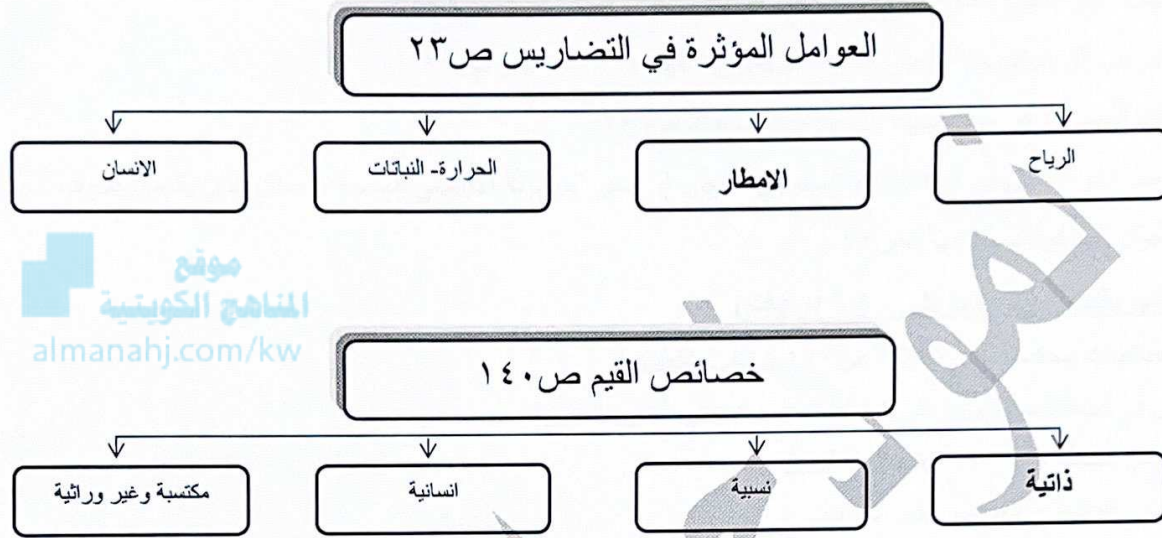 العوامل المؤثرة في التضاريس ص٢٣
الرياح
الامطار
الحرارة- النباتات
الانسان
موقع
المناهج الكويتية
almanahj.com/kw
خصائص القيم ص١٤٠
ذاتية
نسبية
انسانية
مكتسبة وغير وراثية